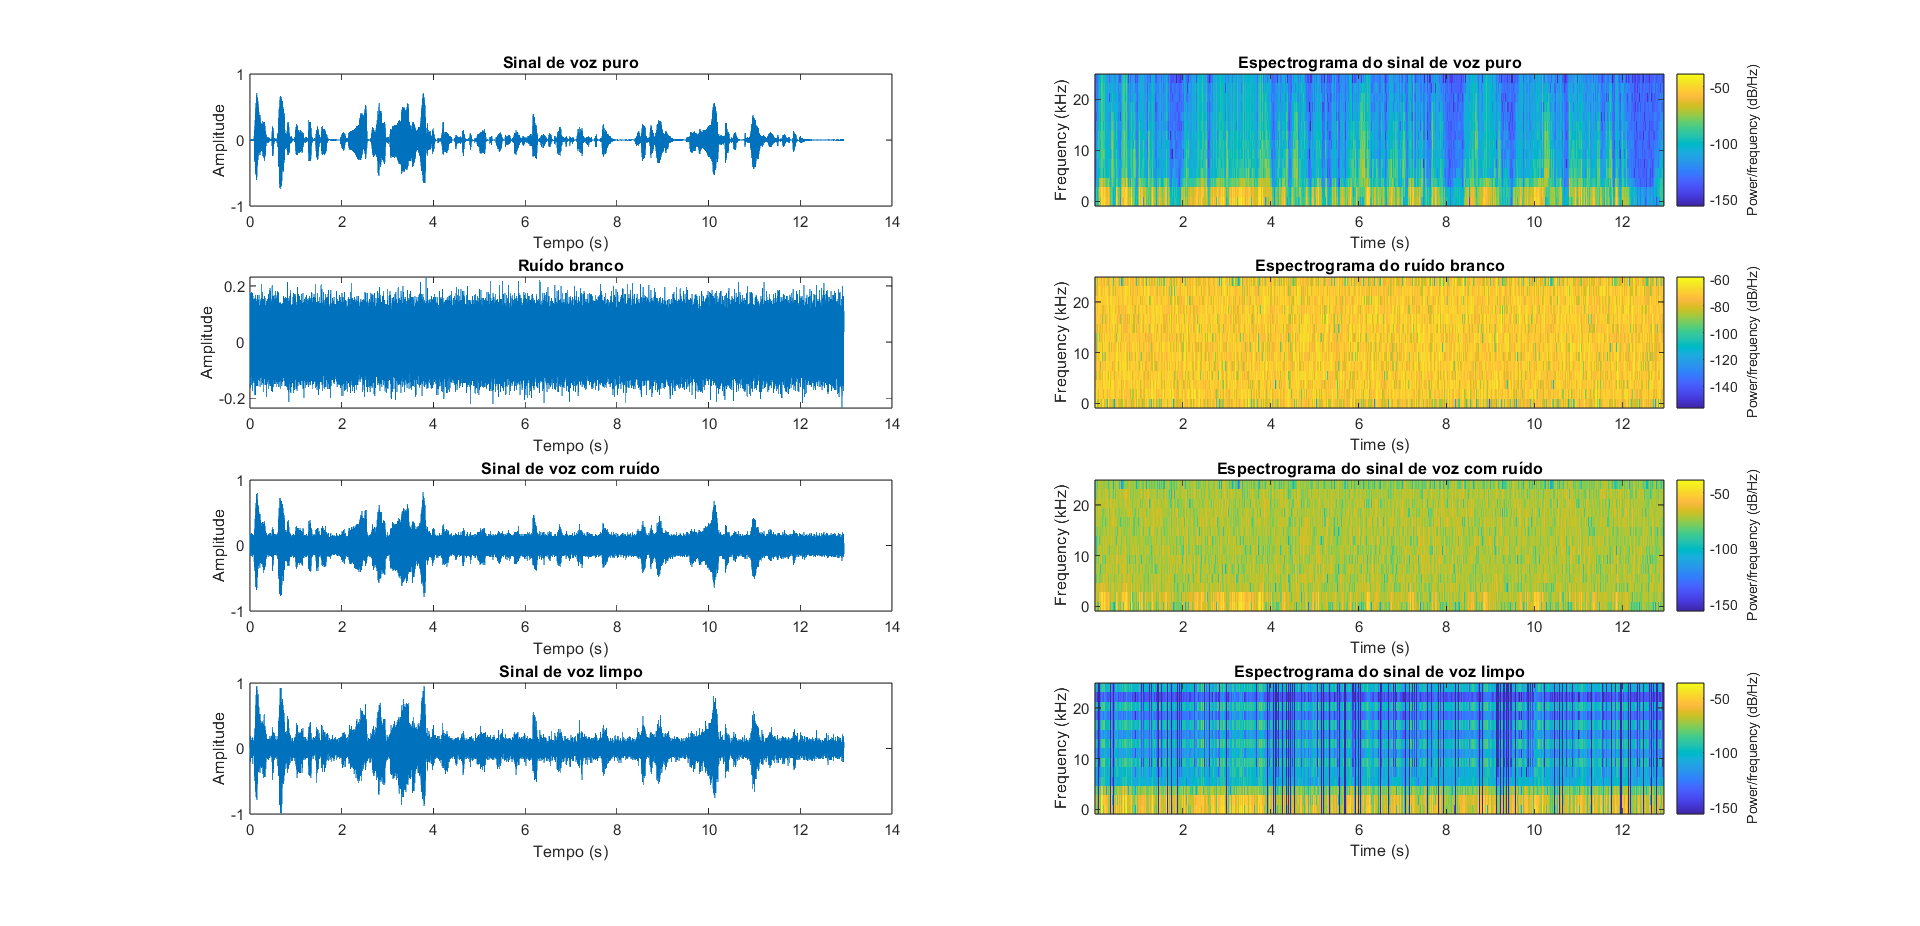 Sinal de voz puro
Amplitude
1
0
-1
0 2 4 6 8 10 12 14
Tempo (s)
Espectrograma do sinal de voz puro
Frequency (kHz)
20
10
0
2 4 6 8 10 12
Time (s)
-50
-100
-150
Power/frequency (dB/Hz)
Ruído branco
Amplitude
0.2
0
-0.2
0 2 4 6 8 10 12 14
Tempo (s)
Espectrograma do ruído branco
Frequency (kHz)
20
10
0
2 4 6 8 10 12
Time (s)
-60
-80
-100
-120
-140
Power/frequency (dB/Hz)
Sinal de voz com ruído
Amplitude
1
0
-1
0 2 4 6 8 10 12 14
Tempo (s)
Espectrograma do sinal de voz com ruído
Frequency (kHz)
20
10
0
2 4 6 8 10 12
Time (s)
-50
-100
-150
Power/frequency (dB/Hz)
Sinal de voz limpo
Amplitude
1
0
-1
0 2 4 6 8 10 12 14
Tempo (s)
Espectrograma do sinal de voz limpo
Frequency (kHz)
20
10
0
2 4 6 8 10 12
Time (s)
-50
-100
-150
Power/frequency (dB/Hz)